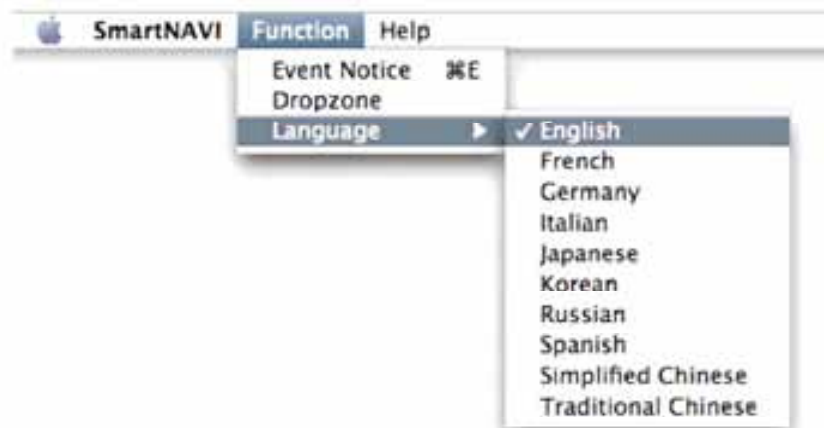 SmartNAVI Function Help
Event Notice ⌘E
Dropzone
Language ▶ ✓ English
French
Germany
Italian
Japanese
Korean
Russian
Spanish
Simplified Chinese
Traditional Chinese